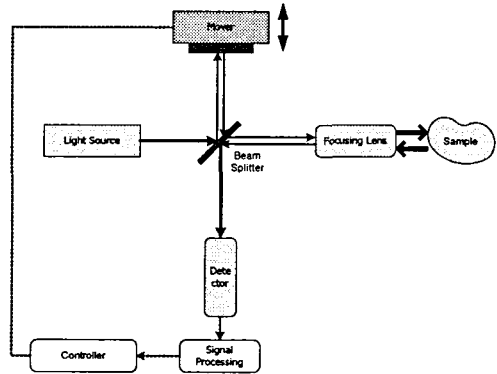 Mover
Light Source
Beam
Splitter
Focusing Lens
Sample
Dete
ctor
Controller
Signal
Processing